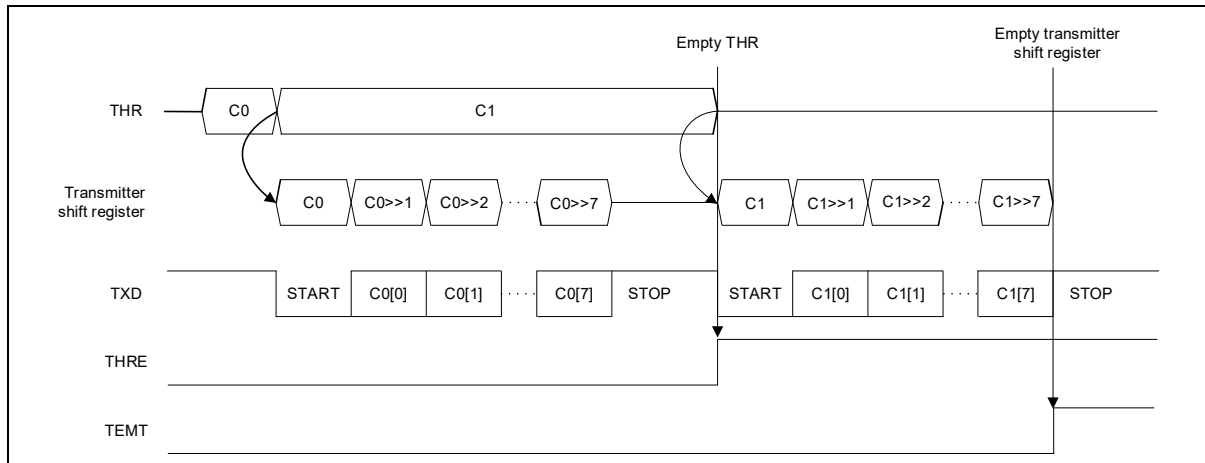 Empty THR
Empty transmitter
shift register
THR
C0
C1
Transmitter
shift register
C0
C0>>1
C0>>2
C0>>7
C1
C1>>1
C1>>2
C1>>7
TXD
START
C0[0]
C0[1]
C0[7]
STOP
START
C1[0]
C1[1]
C1[7]
STOP
THRE
TEMT